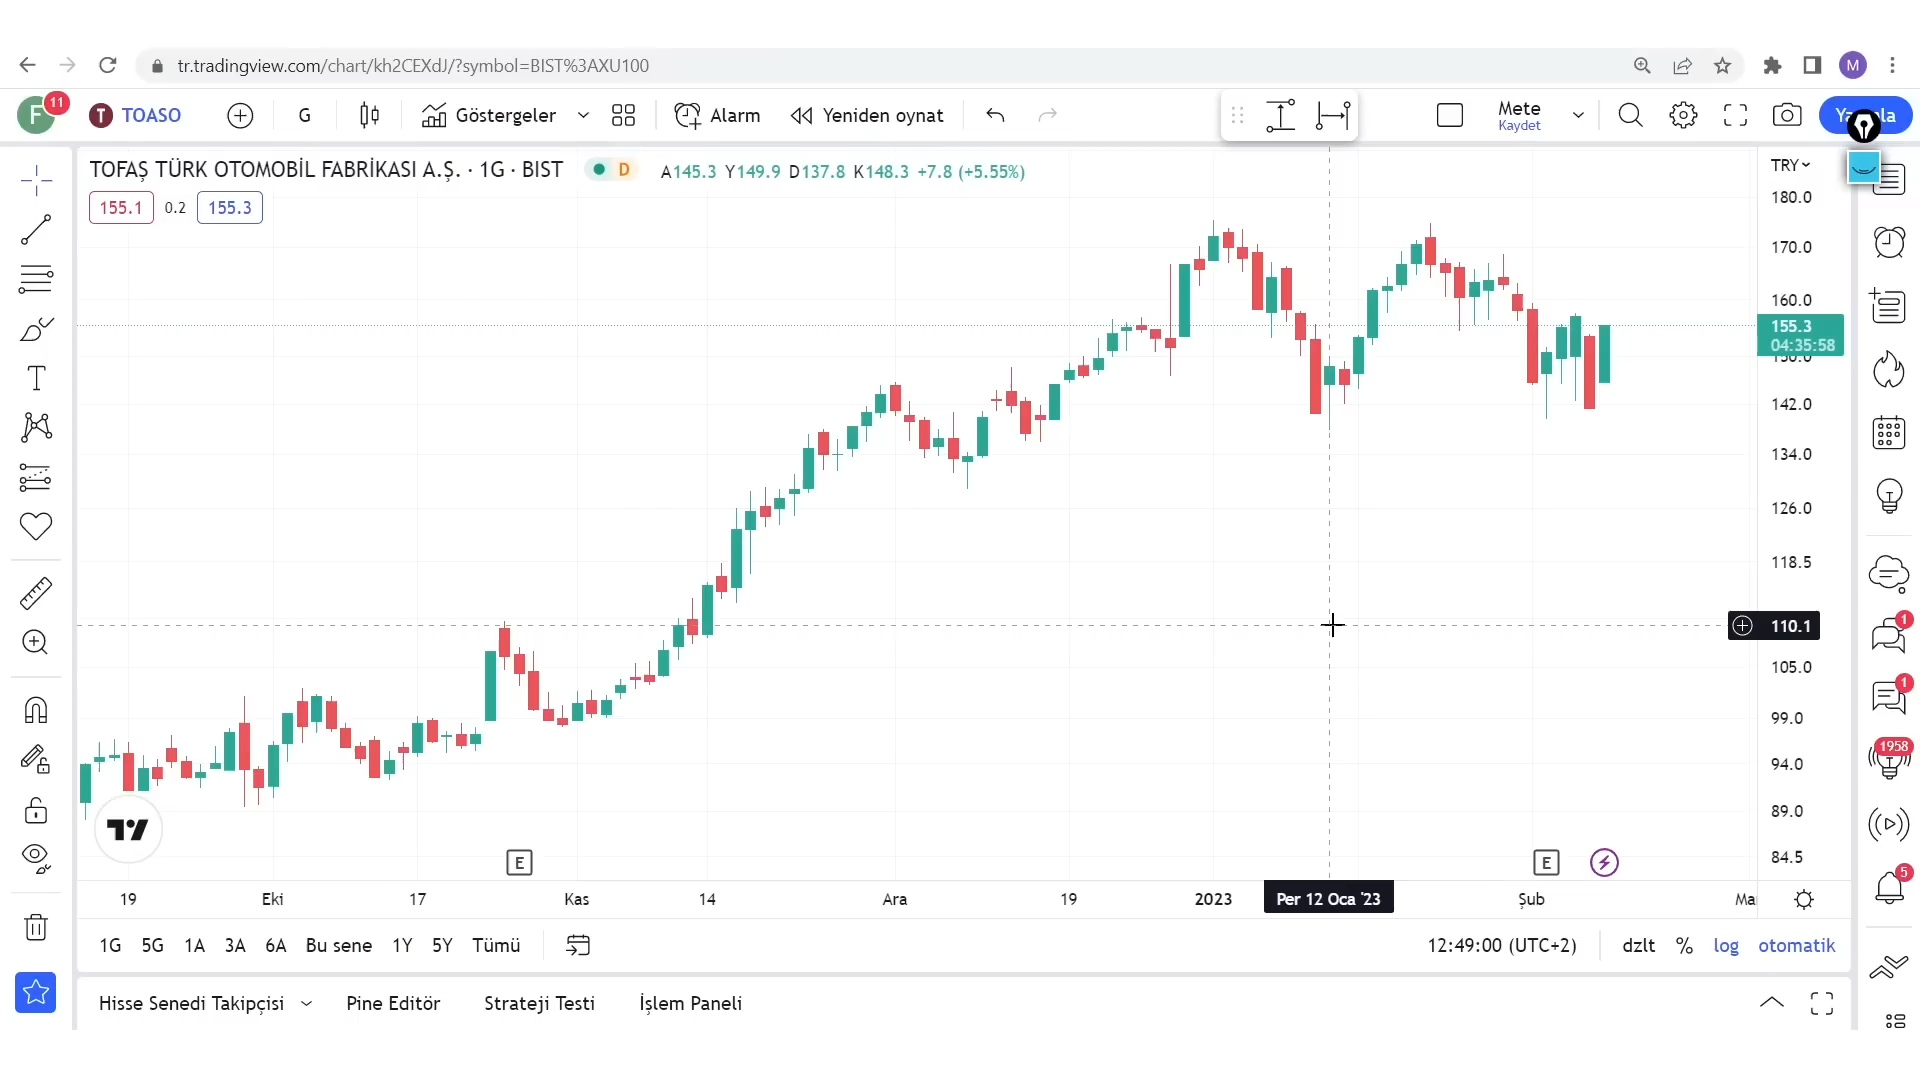 tr.tradingview.com/chart/kh2CEXdJ/?symbol=BIST%3AXU100
M
F 11 T TOASO G Göstergeler Alarm Yeniden oynat Mete
Kaydet
TOFAŞ TÜRK OTOMOBİL FABRİKASI A.Ş. · 1G · BIST D A145.3 Y149.9 D137.8 K148.3 +7.8 (+5.55%)
155.1 0.2 155.3
TRY
180.0
170.0
160.0
155.3
04:35:58
150.0
142.0
134.0
126.0
118.5
110.1
105.0
99.0
94.0
89.0
84.5
1
1
1958
5
E E
19 Eki 17 Kas 14 Ara 19 2023 Per 12 Oca '23 Şub Ma
1G 5G 1A 3A 6A Bu sene 1Y 5Y Tümü 12:49:00 (UTC+2) dzlt % log otomatik
Hisse Senedi Takipçisi Pine Editör Strateji Testi İşlem Paneli